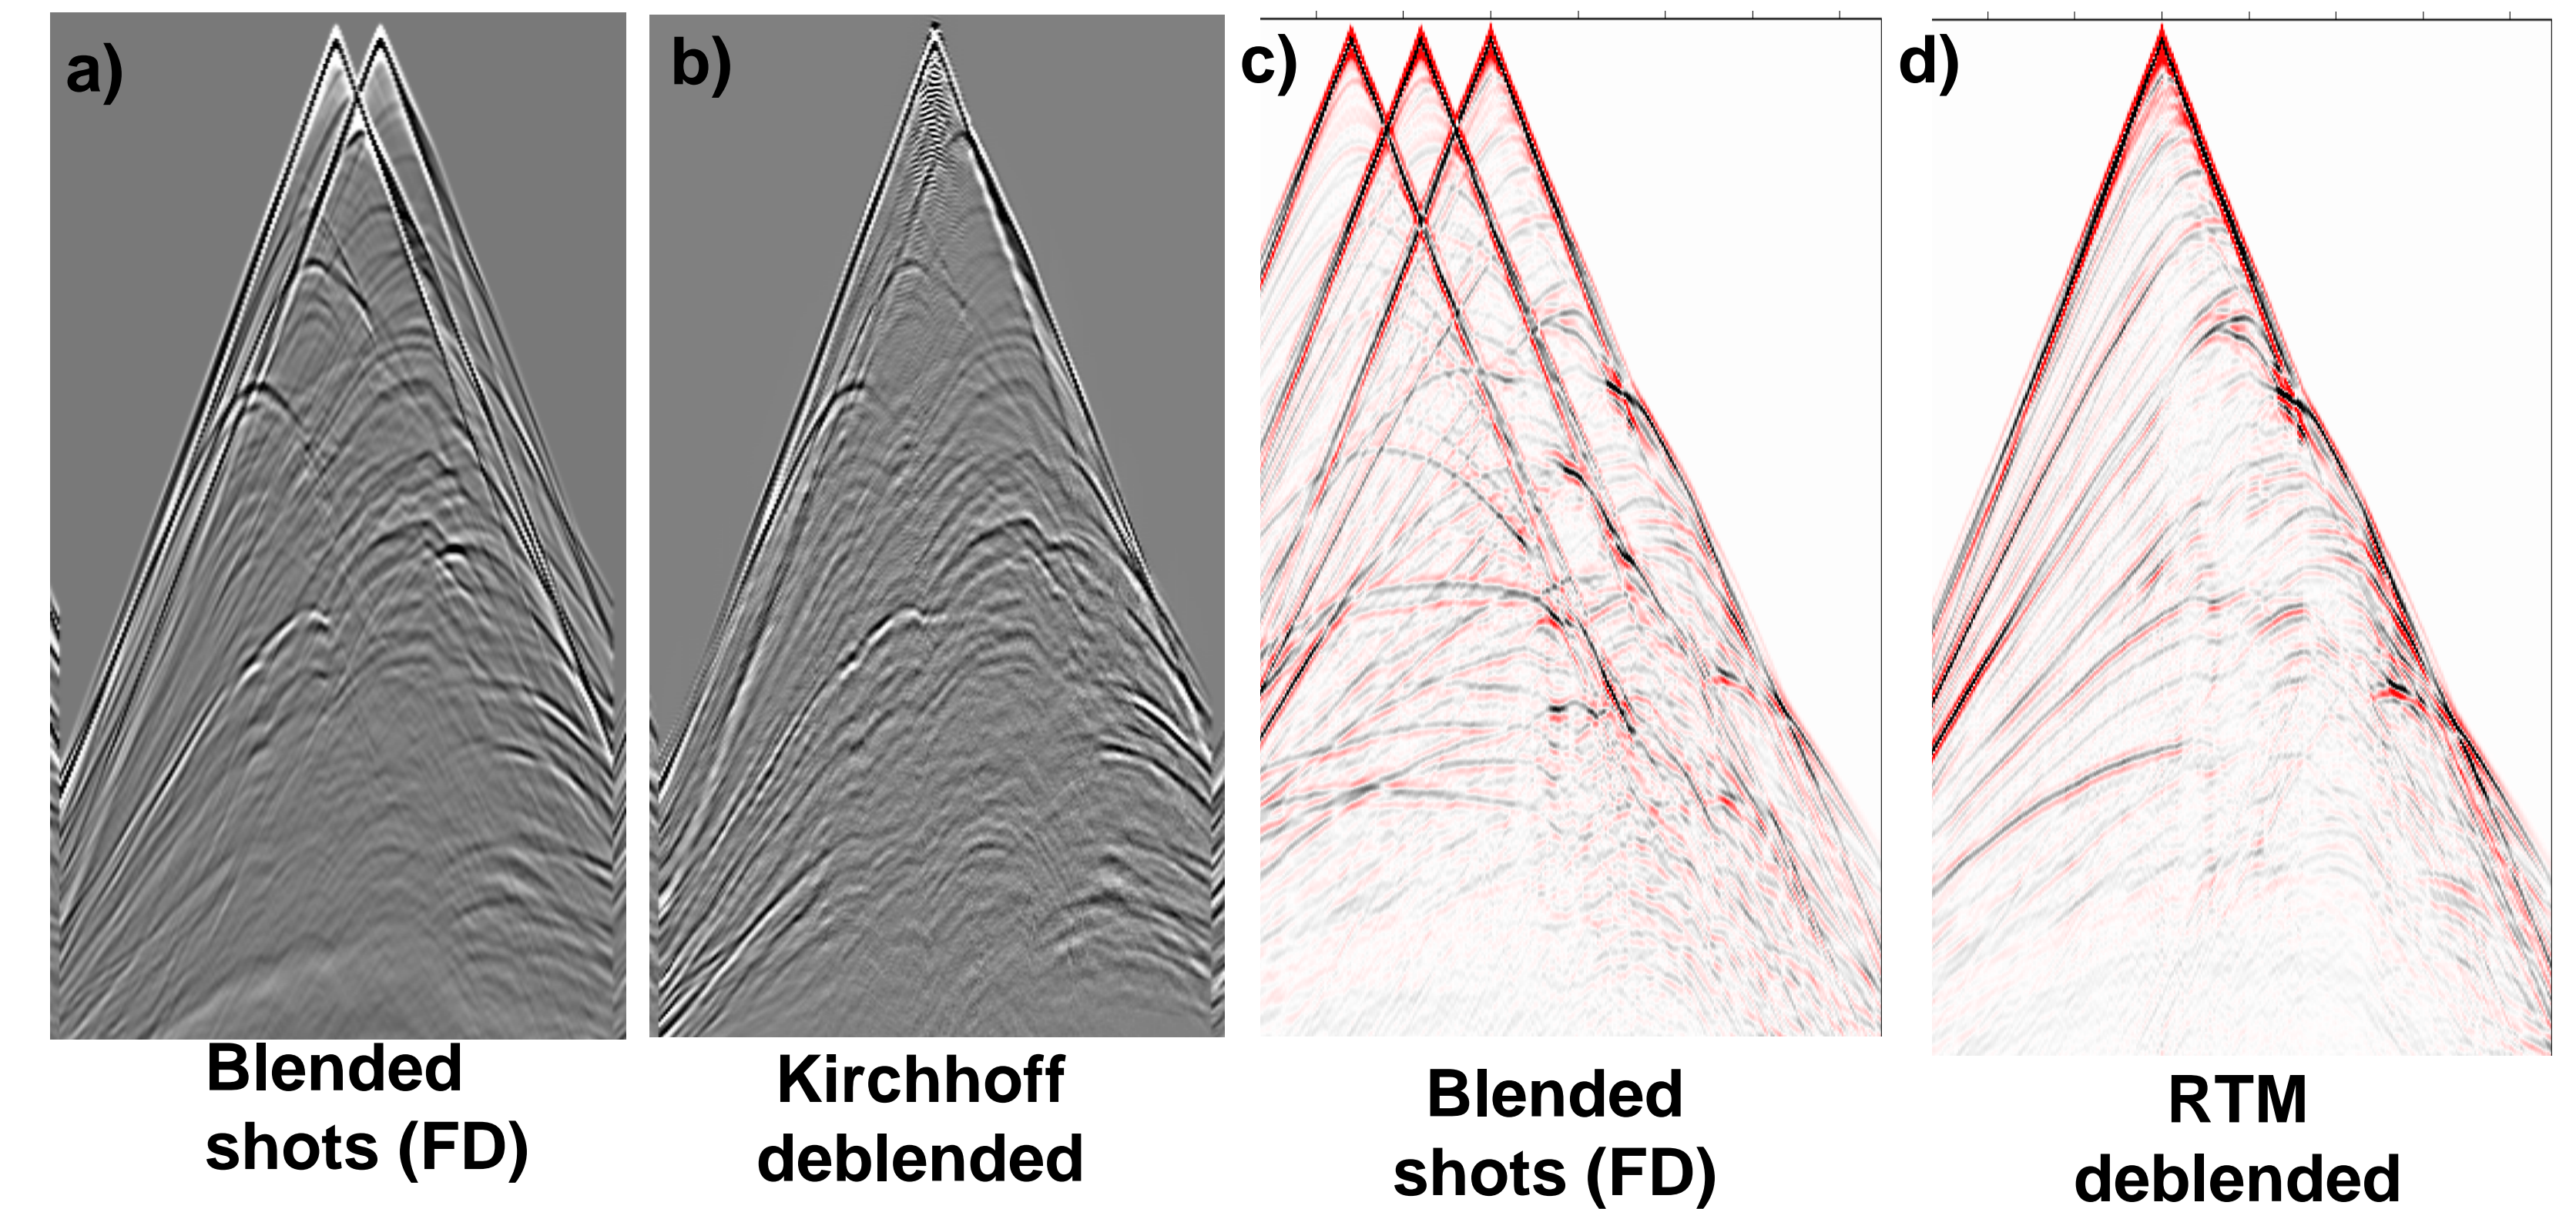 a)
b)
c)
d)
Blended
shots (FD)
Kirchhoff
deblended
Blended
shots (FD)
RTM
deblended